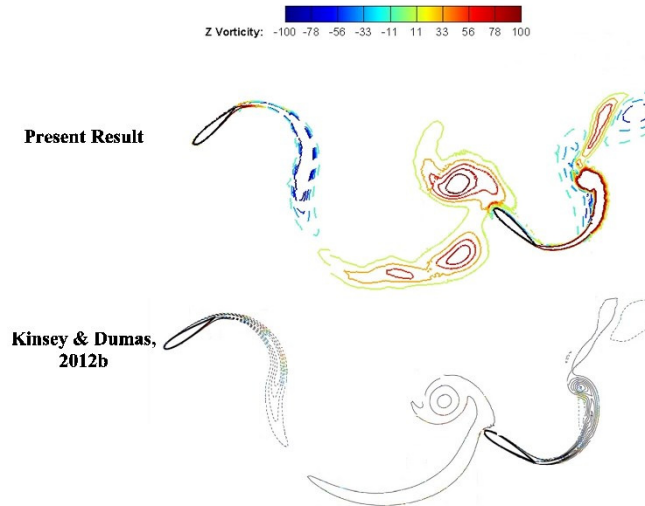 Z Vorticity: -100 -78 -56 -33 -11 11 33 56 78 100
Present Result
Kinsey & Dumas,
2012b